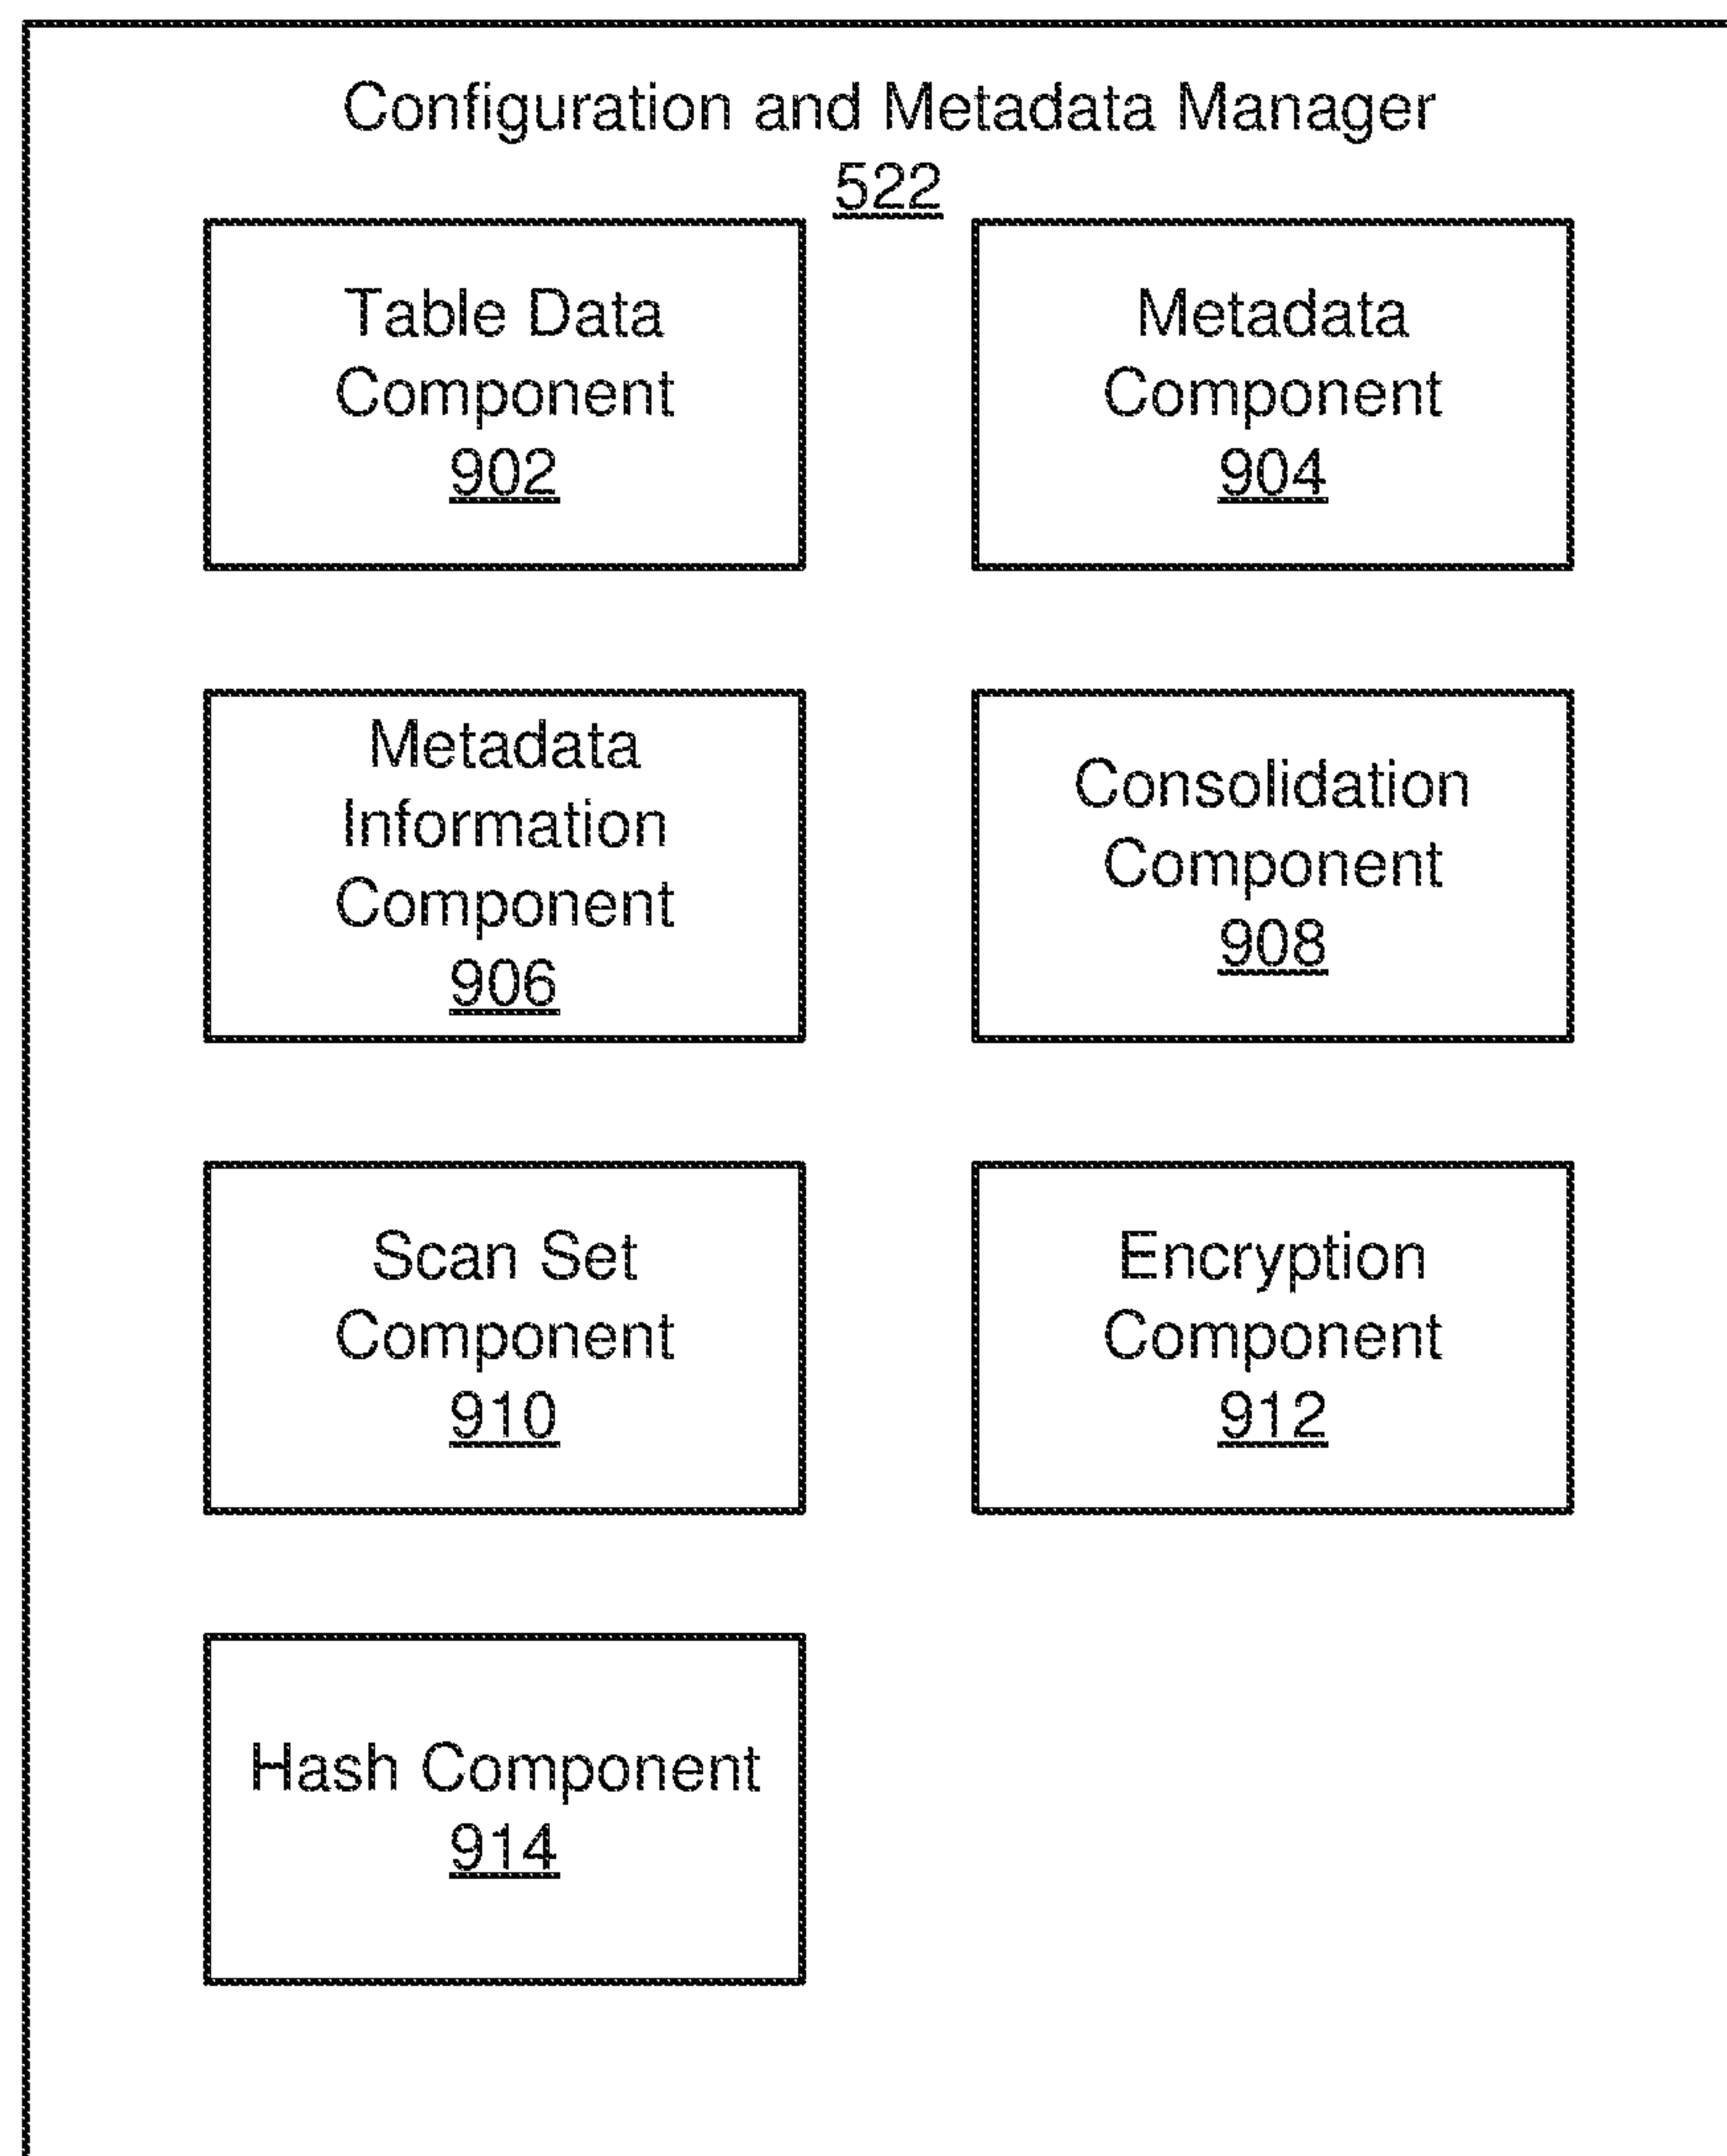 Configuration and Metadata Manager
522
Table Data
Component
902
Metadata
Component
904
Metadata
Information
Component
906
Consolidation
Component
908
Scan Set
Component
910
Encryption
Component
912
Hash Component
914